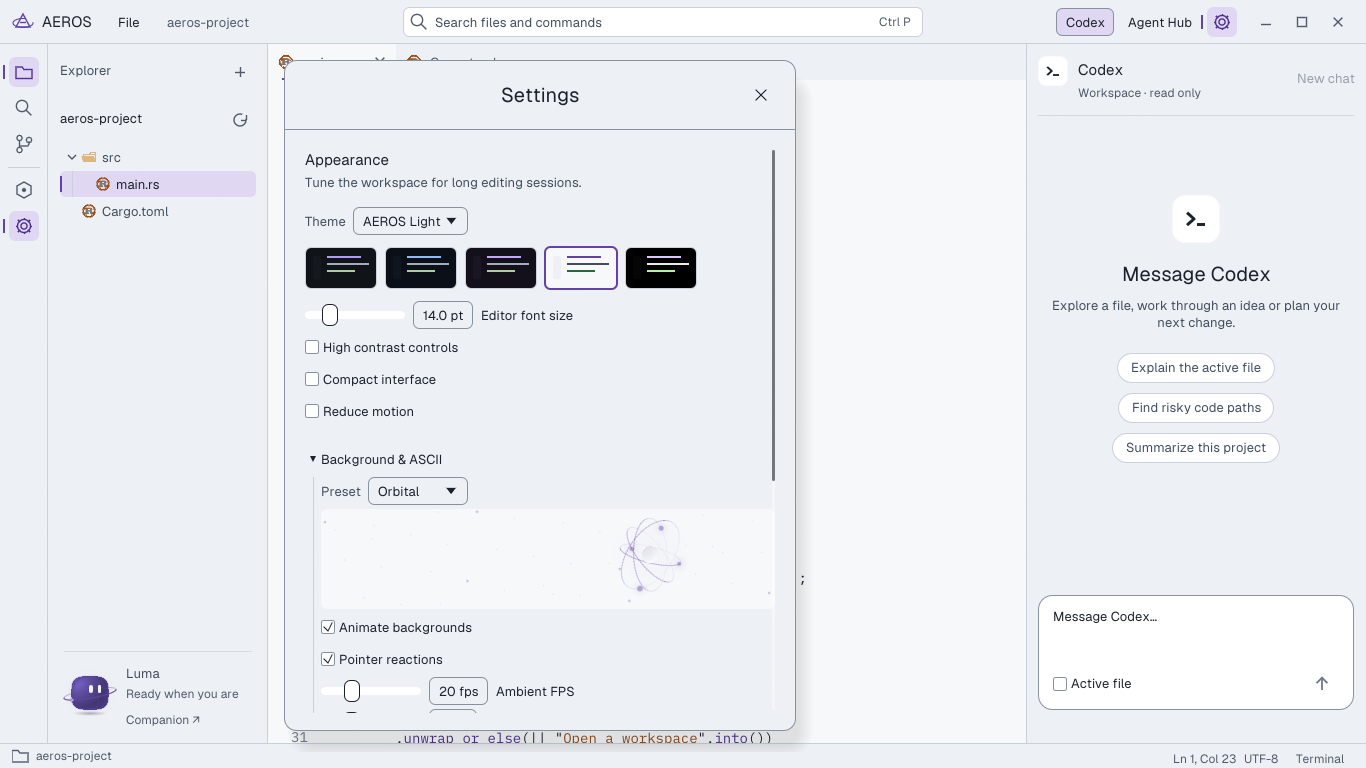 AEROS File aeros-project
Search files and commands Ctrl P
Codex Agent Hub
Explorer
aeros-project
src
main.rs
Cargo.toml
Luma
Ready when you are
Companion ↗
Settings
Appearance
Tune the workspace for long editing sessions.
Theme AEROS Light
14.0 pt Editor font size
High contrast controls
Compact interface
Reduce motion
Background & ASCII
Preset Orbital
Animate backgrounds
Pointer reactions
20 fps Ambient FPS
;
31 .unwrap_or_else(|| "Open a workspace".into())
Codex
Workspace · read only
New chat
Message Codex
Explore a file, work through an idea or plan your
next change.
Explain the active file
Find risky code paths
Summarize this project
Message Codex…
Active file
aeros-project
Ln 1, Col 23 UTF-8 Terminal